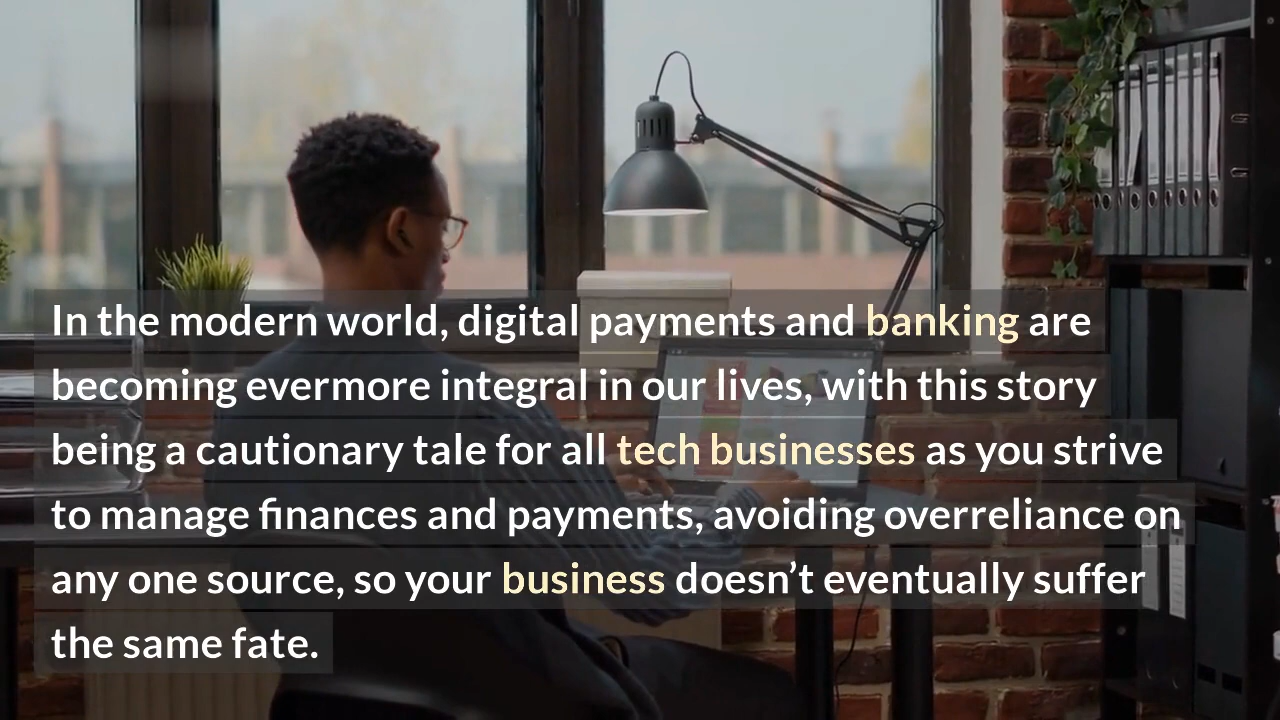 In the modern world, digital payments and banking are
becoming evermore integral in our lives, with this story
being a cautionary tale for all tech businesses as you strive
to manage finances and payments, avoiding overreliance on
any one source, so your business doesn’t eventually suffer
the same fate.